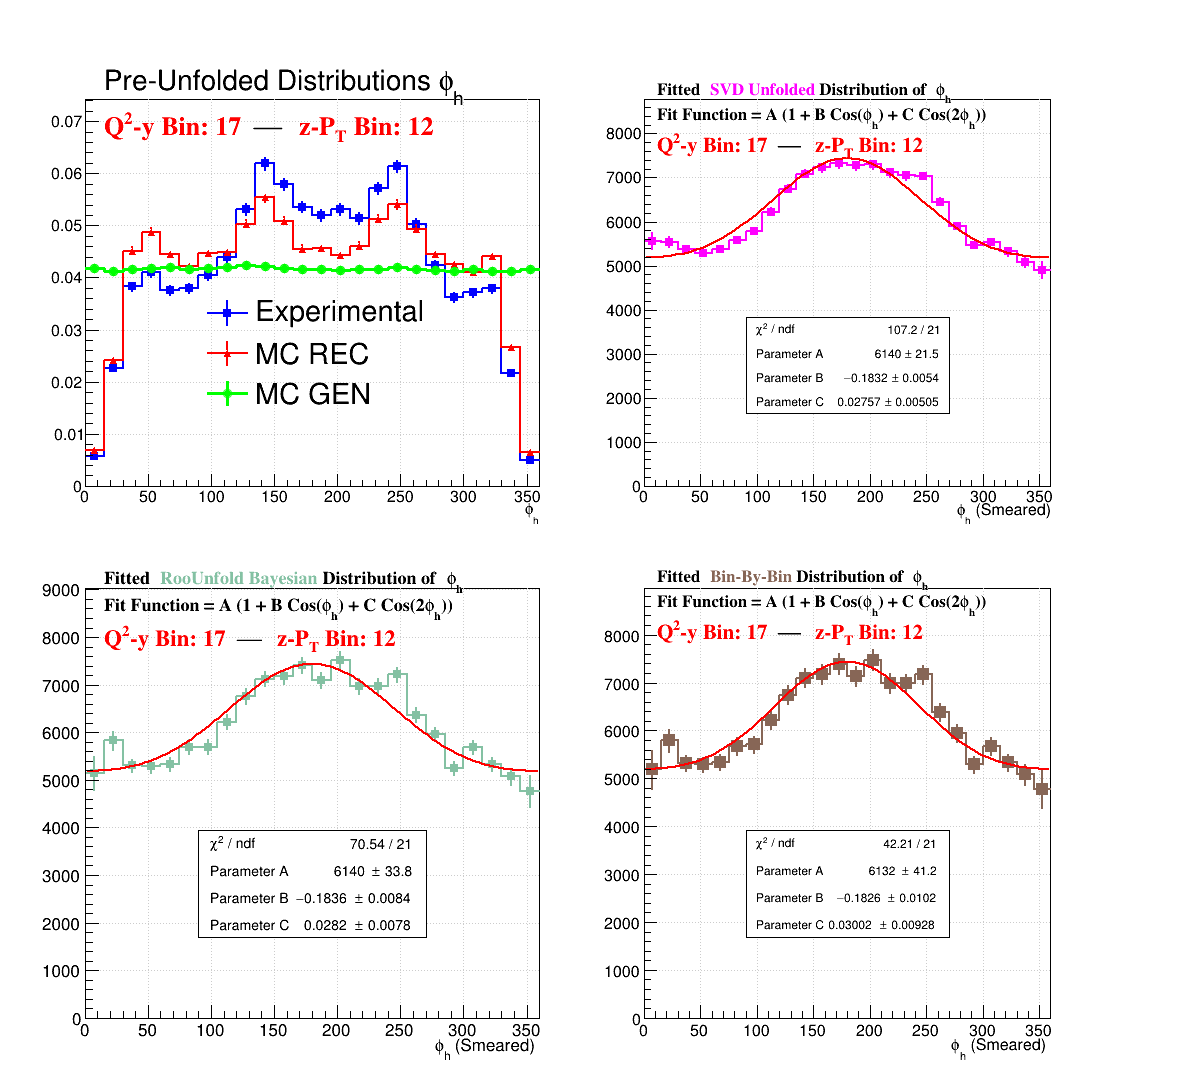 Pre-Unfolded Distributions ϕh
Q²-y Bin: 17 — z-PT Bin: 12
0.07
0.06
0.05
0.04
0.03
0.02
0.01
0
Experimental
MC REC
MC GEN
0 50 100 150 200 250 300 350
ϕh
Fitted SVD Unfolded Distribution of ϕh
Fit Function = A (1 + B Cos(ϕh) + C Cos(2ϕh))
Q²-y Bin: 17 — z-PT Bin: 12
8000
7000
6000
5000
4000
3000
2000
1000
0
χ² / ndf 107.2 / 21
Parameter A 6140 ± 21.5
Parameter B −0.1832 ± 0.0054
Parameter C 0.02757 ± 0.00505
0 50 100 150 200 250 300 350
ϕh (Smeared)
Fitted RooUnfold Bayesian Distribution of ϕh
Fit Function = A (1 + B Cos(ϕh) + C Cos(2ϕh))
Q²-y Bin: 17 — z-PT Bin: 12
9000
8000
7000
6000
5000
4000
3000
2000
1000
0
χ² / ndf 70.54 / 21
Parameter A 6140 ± 33.8
Parameter B −0.1836 ± 0.0084
Parameter C 0.0282 ± 0.0078
0 50 100 150 200 250 300 350
ϕh (Smeared)
Fitted Bin-By-Bin Distribution of ϕh
Fit Function = A (1 + B Cos(ϕh) + C Cos(2ϕh))
Q²-y Bin: 17 — z-PT Bin: 12
8000
7000
6000
5000
4000
3000
2000
1000
0
χ² / ndf 42.21 / 21
Parameter A 6132 ± 41.2
Parameter B −0.1826 ± 0.0102
Parameter C 0.03002 ± 0.00928
0 50 100 150 200 250 300 350
ϕh (Smeared)